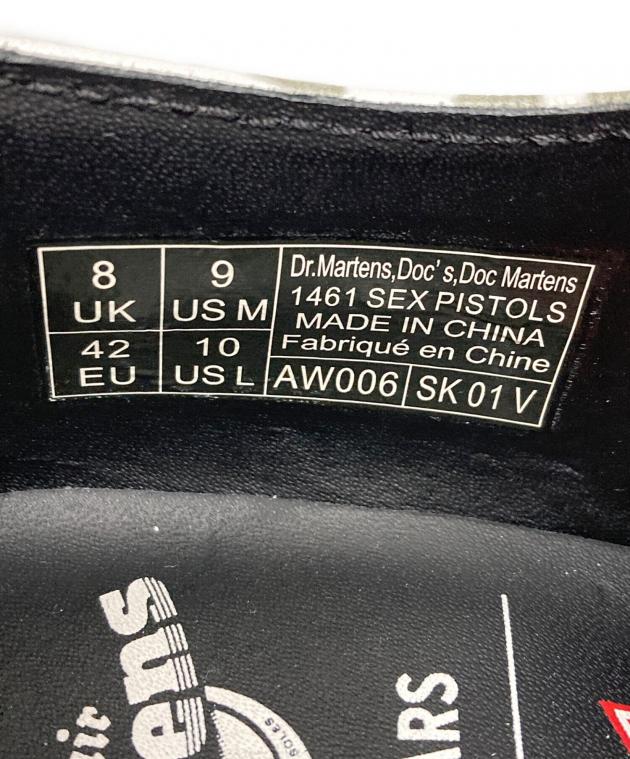 8
UK
9
US M
42
EU
10
US L
Dr.Martens,Doc's,Doc Martens
1461 SEX PISTOLS
MADE IN CHINA
Fabriqué en Chine
AW006
SK 01 V
SOLES